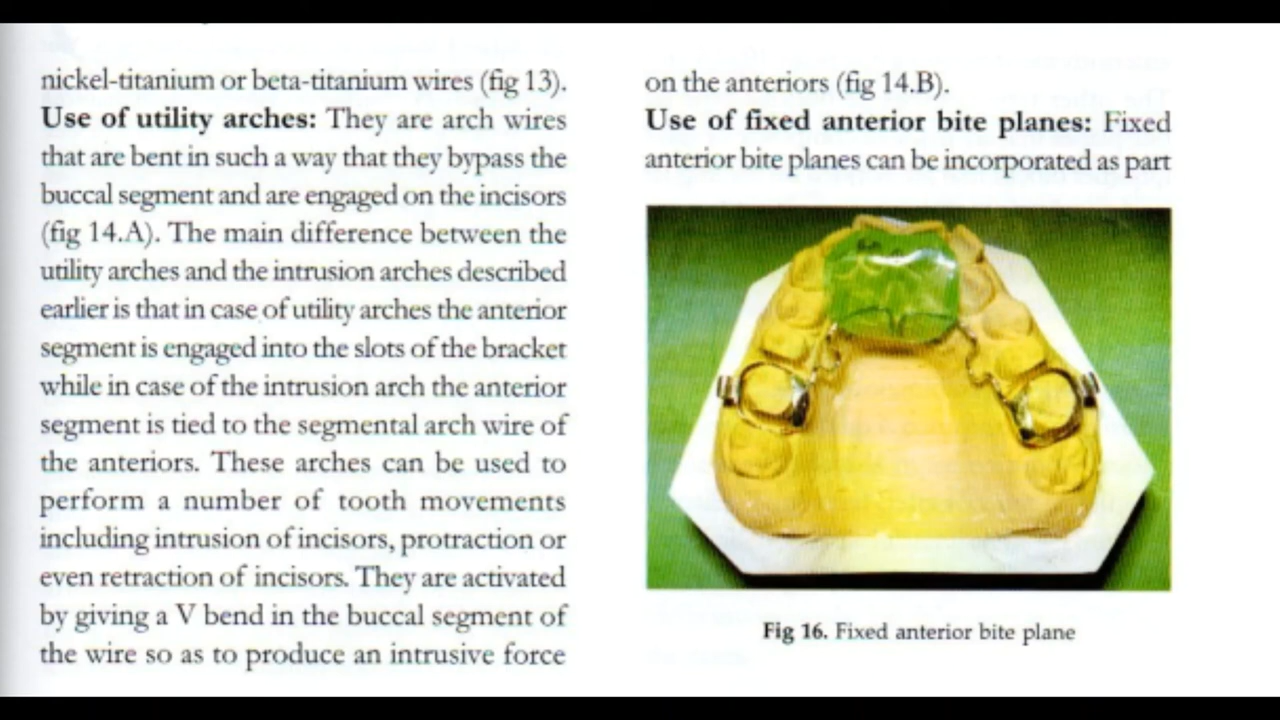 nickel-titanium or beta-titanium wires (fig 13).
Use of utility arches: They are arch wires
that are bent in such a way that they bypass the
buccal segment and are engaged on the incisors
(fig 14.A). The main difference between the
utility arches and the intrusion arches described
earlier is that in case of utility arches the anterior
segment is engaged into the slots of the bracket
while in case of the intrusion arch the anterior
segment is tied to the segmental arch wire of
the anteriors. These arches can be used to
perform a number of tooth movements
including intrusion of incisors, protraction or
even retraction of incisors. They are activated
by giving a V bend in the buccal segment of
the wire so as to produce an intrusive force
on the anteriors (fig 14.B).
Use of fixed anterior bite planes: Fixed
anterior bite planes can be incorporated as part
Fig 16. Fixed anterior bite plane